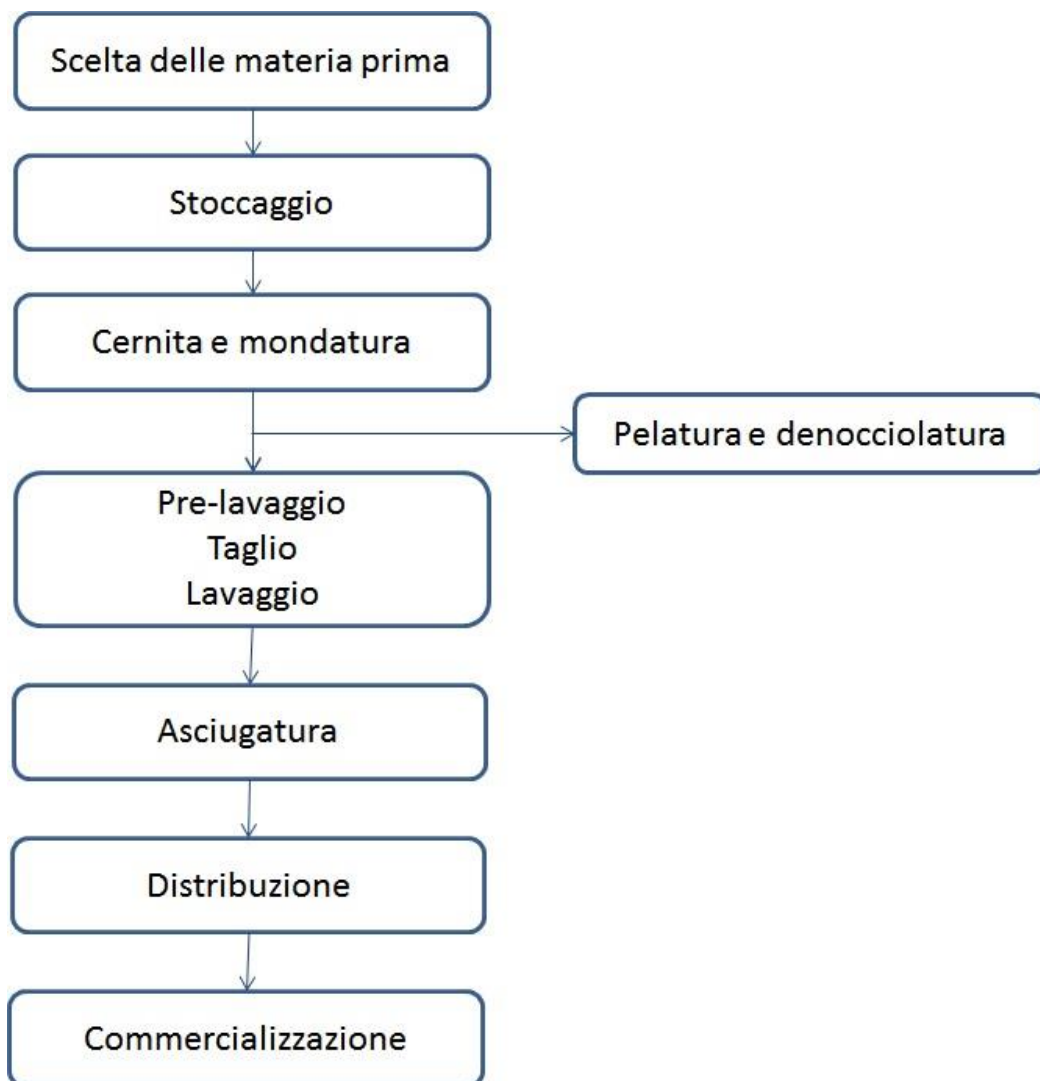 Scelta delle materia prima
Stoccaggio
Cernita e mondatura
Pelatura e denocciolatura
Pre-lavaggio
Taglio
Lavaggio
Asciugatura
Distribuzione
Commercializzazione